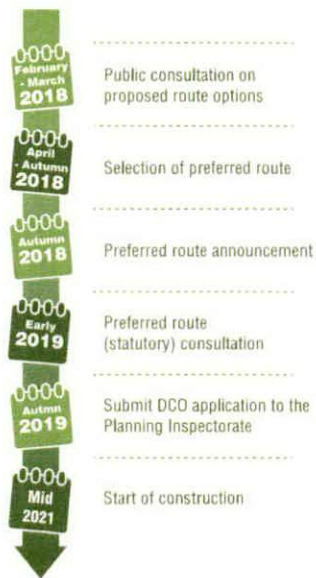 February
- March
2018
Public consultation on
proposed route options
April
- Autumn
2018
Selection of preferred route
Autumn
2018
Preferred route announcement
Early
2019
Preferred route
(statutory) consultation
Autmn
2019
Submit DCO application to the
Planning Inspectorate
Mid
2021
Start of construction